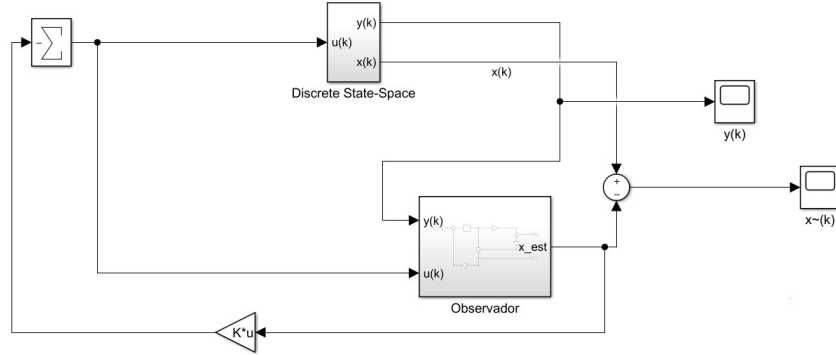 y(k)
u(k)
x(k)
Discrete State-Space
x(k)
y(k)
+
−
x~(k)
−
y(k)
x_est
u(k)
Observador
K*u